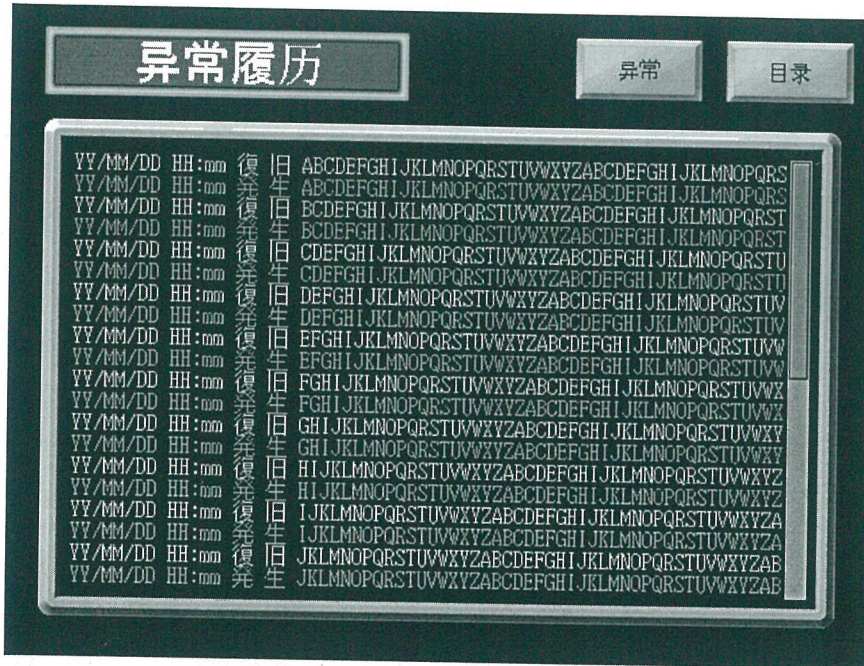 异常履历
异常
目录
YY/MM/DD HH:mm 復 旧 ABCDEFGHIJKLMNOPQRSTUVWXYZABCDEFGHIJKLMNOPQRS
YY/MM/DD HH:mm 発 生 ABCDEFGHIJKLMNOPQRSTUVWXYZABCDEFGHIJKLMNOPQRS
YY/MM/DD HH:mm 復 旧 BCDEFGHIJKLMNOPQRSTUVWXYZABCDEFGHIJKLMNOPQRST
YY/MM/DD HH:mm 発 生 BCDEFGHIJKLMNOPQRSTUVWXYZABCDEFGHIJKLMNOPQRST
YY/MM/DD HH:mm 復 旧 CDEFGHIJKLMNOPQRSTUVWXYZABCDEFGHIJKLMNOPQRSTU
YY/MM/DD HH:mm 発 生 CDEFGHIJKLMNOPQRSTUVWXYZABCDEFGHIJKLMNOPQRSTU
YY/MM/DD HH:mm 復 旧 DEFGHIJKLMNOPQRSTUVWXYZABCDEFGHIJKLMNOPQRSTUV
YY/MM/DD HH:mm 発 生 DEFGHIJKLMNOPQRSTUVWXYZABCDEFGHIJKLMNOPQRSTUV
YY/MM/DD HH:mm 復 旧 EFGHIJKLMNOPQRSTUVWXYZABCDEFGHIJKLMNOPQRSTUVW
YY/MM/DD HH:mm 発 生 EFGHIJKLMNOPQRSTUVWXYZABCDEFGHIJKLMNOPQRSTUVW
YY/MM/DD HH:mm 復 旧 FGHIJKLMNOPQRSTUVWXYZABCDEFGHIJKLMNOPQRSTUVWX
YY/MM/DD HH:mm 発 生 FGHIJKLMNOPQRSTUVWXYZABCDEFGHIJKLMNOPQRSTUVWX
YY/MM/DD HH:mm 復 旧 GHIJKLMNOPQRSTUVWXYZABCDEFGHIJKLMNOPQRSTUVWXY
YY/MM/DD HH:mm 発 生 GHIJKLMNOPQRSTUVWXYZABCDEFGHIJKLMNOPQRSTUVWXY
YY/MM/DD HH:mm 復 旧 HIJKLMNOPQRSTUVWXYZABCDEFGHIJKLMNOPQRSTUVWXYZ
YY/MM/DD HH:mm 発 生 HIJKLMNOPQRSTUVWXYZABCDEFGHIJKLMNOPQRSTUVWXYZ
YY/MM/DD HH:mm 復 旧 IJKLMNOPQRSTUVWXYZABCDEFGHIJKLMNOPQRSTUVWXYZA
YY/MM/DD HH:mm 発 生 IJKLMNOPQRSTUVWXYZABCDEFGHIJKLMNOPQRSTUVWXYZA
YY/MM/DD HH:mm 復 旧 JKLMNOPQRSTUVWXYZABCDEFGHIJKLMNOPQRSTUVWXYZAB
YY/MM/DD HH:mm 発 生 JKLMNOPQRSTUVWXYZABCDEFGHIJKLMNOPQRSTUVWXYZAB